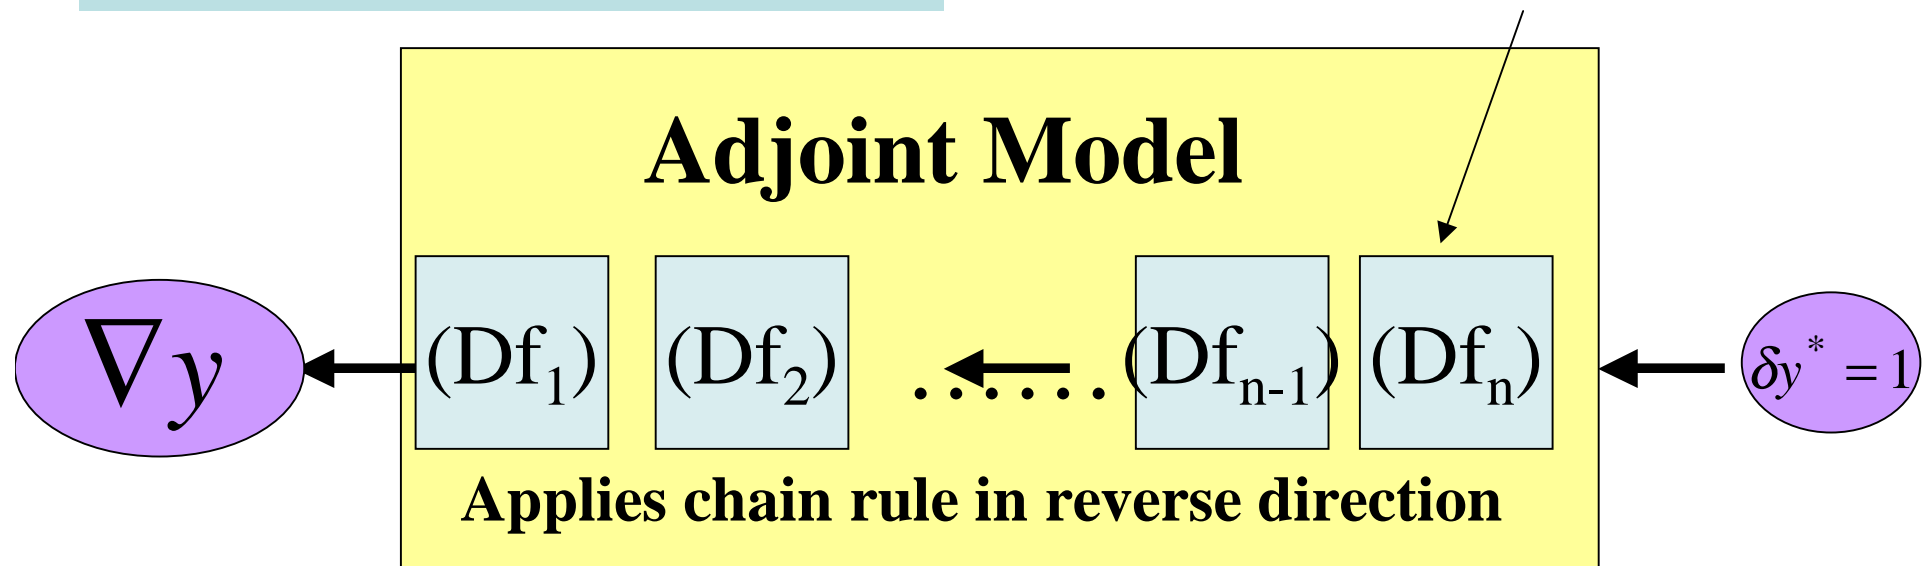 Adjoint Model
∇y (Df₁) (Df₂) ...... (Dfₙ₋₁) (Dfₙ) δy* = 1
Applies chain rule in reverse direction